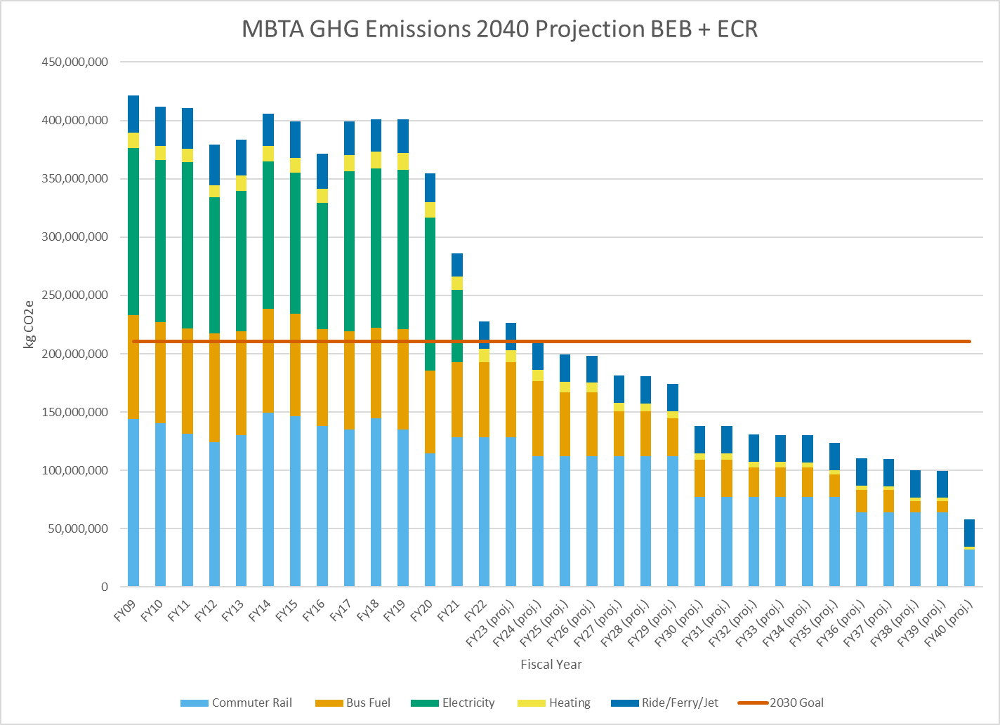 MBTA GHG Emissions 2040 Projection BEB + ECR
450,000,000
400,000,000
350,000,000
300,000,000
250,000,000
200,000,000
150,000,000
100,000,000
50,000,000
0
kg CO2e
FY09
FY10
FY11
FY12
FY13
FY14
FY15
FY16
FY17
FY18
FY19
FY20
FY21
FY22
FY23 (proj.)
FY24 (proj.)
FY25 (proj.)
FY26 (proj.)
FY27 (proj.)
FY28 (proj.)
FY29 (proj.)
FY30 (proj.)
FY31 (proj.)
FY32 (proj.)
FY33 (proj.)
FY34 (proj.)
FY35 (proj.)
FY36 (proj.)
FY37 (proj.)
FY38 (proj.)
FY39 (proj.)
FY40 (proj.)
Fiscal Year
Commuter Rail Bus Fuel Electricity Heating Ride/Ferry/Jet 2030 Goal